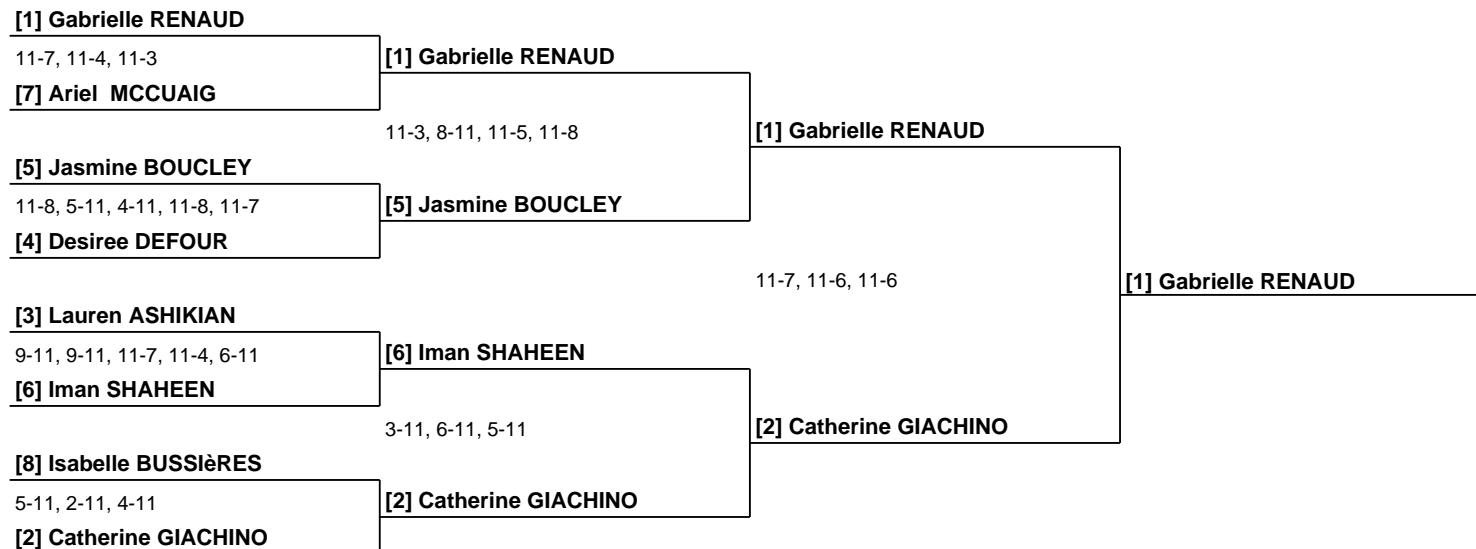 [1] Gabrielle RENAUD
11-7, 11-4, 11-3
[1] Gabrielle RENAUD
[7] Ariel  MCCUAIG
11-3, 8-11, 11-5, 11-8
[1] Gabrielle RENAUD
[5] Jasmine BOUCLEY
11-8, 5-11, 4-11, 11-8, 11-7
[5] Jasmine BOUCLEY
[4] Desiree DEFOUR
11-7, 11-6, 11-6
[1] Gabrielle RENAUD
[3] Lauren ASHIKIAN
9-11, 9-11, 11-7, 11-4, 6-11
[6] Iman SHAHEEN
[6] Iman SHAHEEN
3-11, 6-11, 5-11
[2] Catherine GIACHINO
[8] Isabelle BUSSIèRES
5-11, 2-11, 4-11
[2] Catherine GIACHINO
[2] Catherine GIACHINO